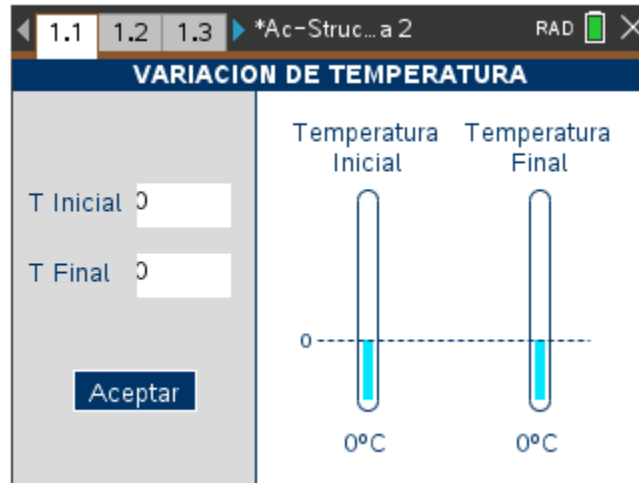 1.1 1.2 1.3 *Ac-Struc...a 2 RAD
VARIACION DE TEMPERATURA
T Inicial 0
T Final 0
Aceptar
Temperatura Inicial
Temperatura Final
0
0ºC 0ºC